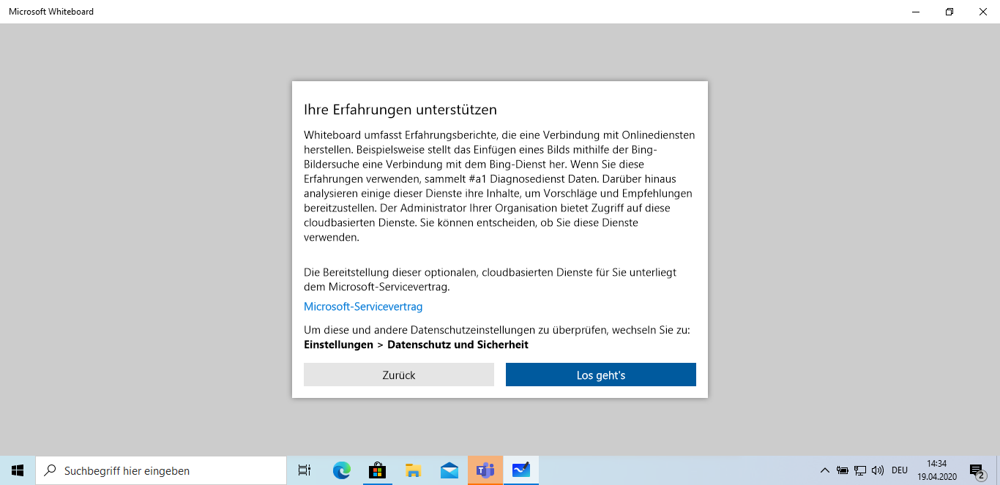 Microsoft Whiteboard
Ihre Erfahrungen unterstützen
Whiteboard umfasst Erfahrungsberichte, die eine Verbindung mit Onlinediensten
herstellen. Beispielsweise stellt das Einfügen eines Bilds mithilfe der Bing-
Bildersuche eine Verbindung mit dem Bing-Dienst her. Wenn Sie diese
Erfahrungen verwenden, sammelt #a1 Diagnosedienst Daten. Darüber hinaus
analysieren einige dieser Dienste ihre Inhalte, um Vorschläge und Empfehlungen
bereitzustellen. Der Administrator Ihrer Organisation bietet Zugriff auf diese
cloudbasierten Dienste. Sie können entscheiden, ob Sie diese Dienste
verwenden.
Die Bereitstellung dieser optionalen, cloudbasierten Dienste für Sie unterliegt
dem Microsoft-Servicevertrag.
Microsoft-Servicevertrag
Um diese und andere Datenschutzeinstellungen zu überprüfen, wechseln Sie zu:
Einstellungen > Datenschutz und Sicherheit
Zurück
Los geht's
Suchbegriff hier eingeben
T
DEU
14:34
19.04.2020
2